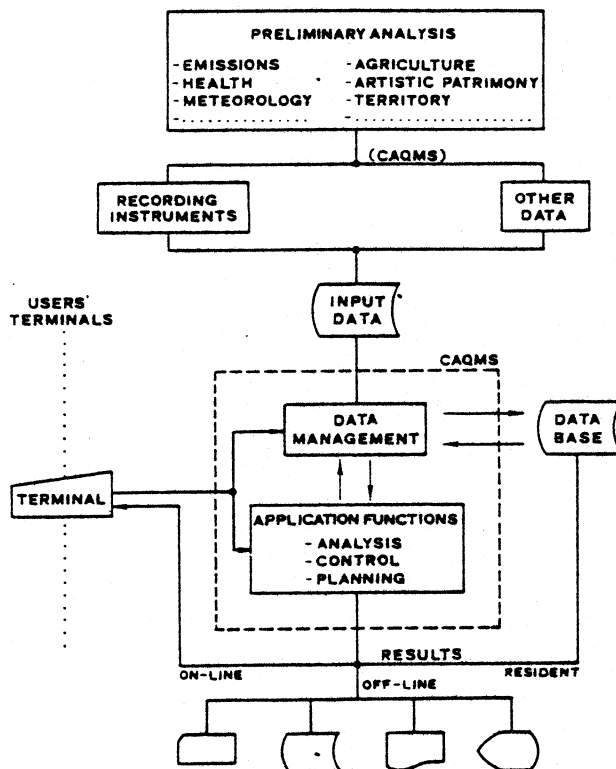 PRELIMINARY ANALYSIS
-EMISSIONS
-HEALTH
-METEOROLOGY
-..............
-AGRICULTURE
-ARTISTIC PATRIMONY
-TERRITORY
-....................
(CAQMS)
RECORDING
INSTRUMENTS
OTHER
DATA
INPUT
DATA
USERS'
TERMINALS
CAQMS
DATA
MANAGEMENT
DATA
BASE
TERMINAL
APPLICATION FUNCTIONS
-ANALYSIS
-CONTROL
-PLANNING
RESULTS
ON-LINE
RESIDENT
OFF-LINE